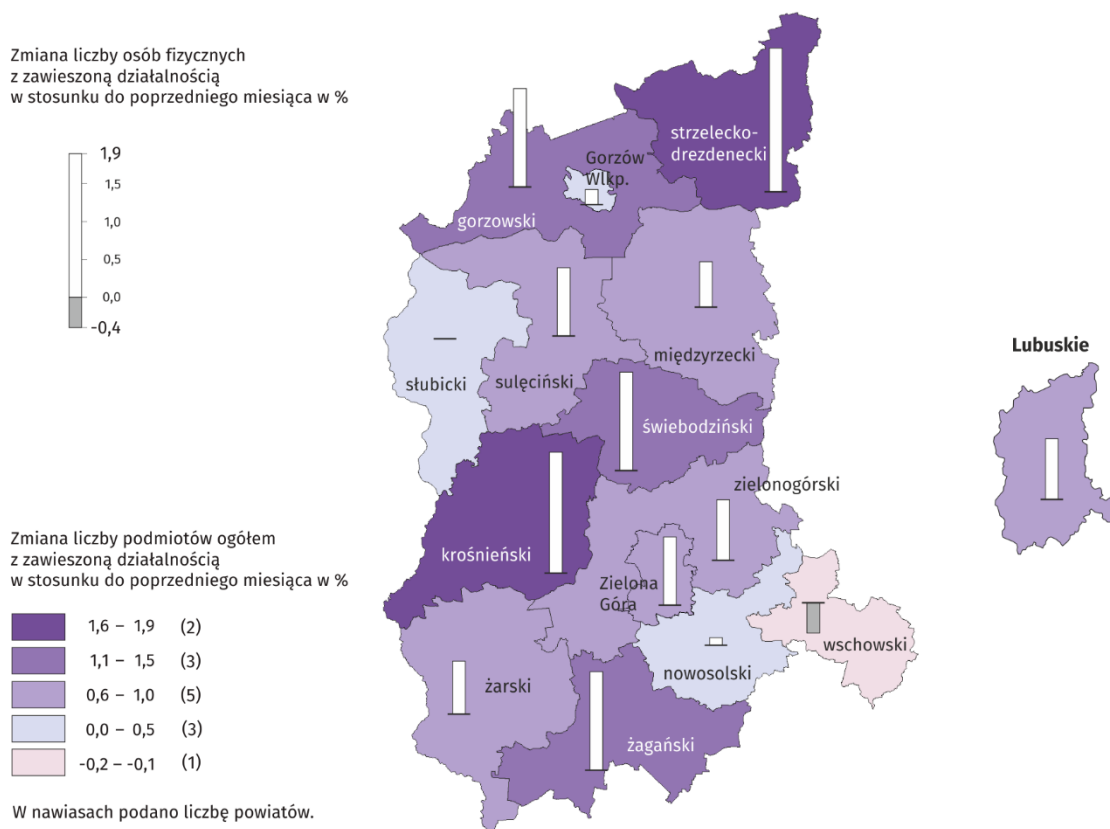 Zmiana liczby osób fizycznych
z zawieszoną działalnością
w stosunku do poprzedniego miesiąca w %
1,9
1,5
1,0
0,5
0,0
-0,4
strzelecko-
drezdenecki
Gorzów
Wlkp.
gorzowski
międzyrzecki
słubicki
sulęciński
świebodziński
Lubuskie
zielonogórski
krośnieński
Zielona
Góra
wschowski
nowosolski
żarski
żagański
Zmiana liczby podmiotów ogółem
z zawieszoną działalnością
w stosunku do poprzedniego miesiąca w %
1,6 – 1,9 (2)
1,1 – 1,5 (3)
0,6 – 1,0 (5)
0,0 – 0,5 (3)
-0,2 – -0,1 (1)
W nawiasach podano liczbę powiatów.